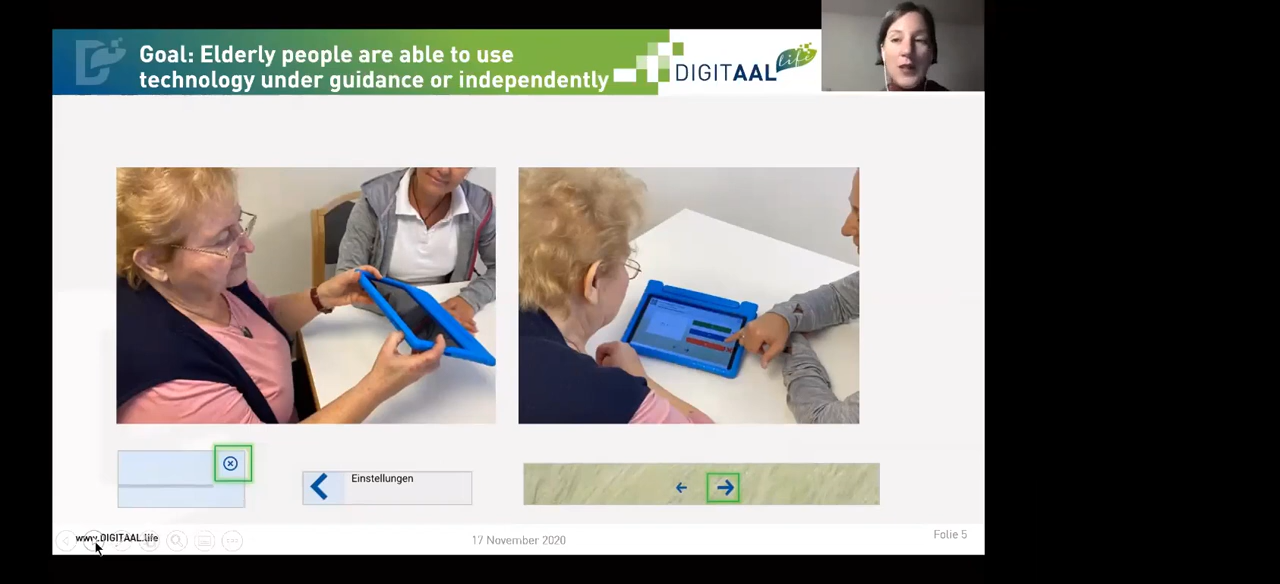 Goal: Elderly people are able to use
technology under guidance or independently
DIGITAAL life
Einstellungen
www.DIGITAAL.life
17 November 2020
Folie 5